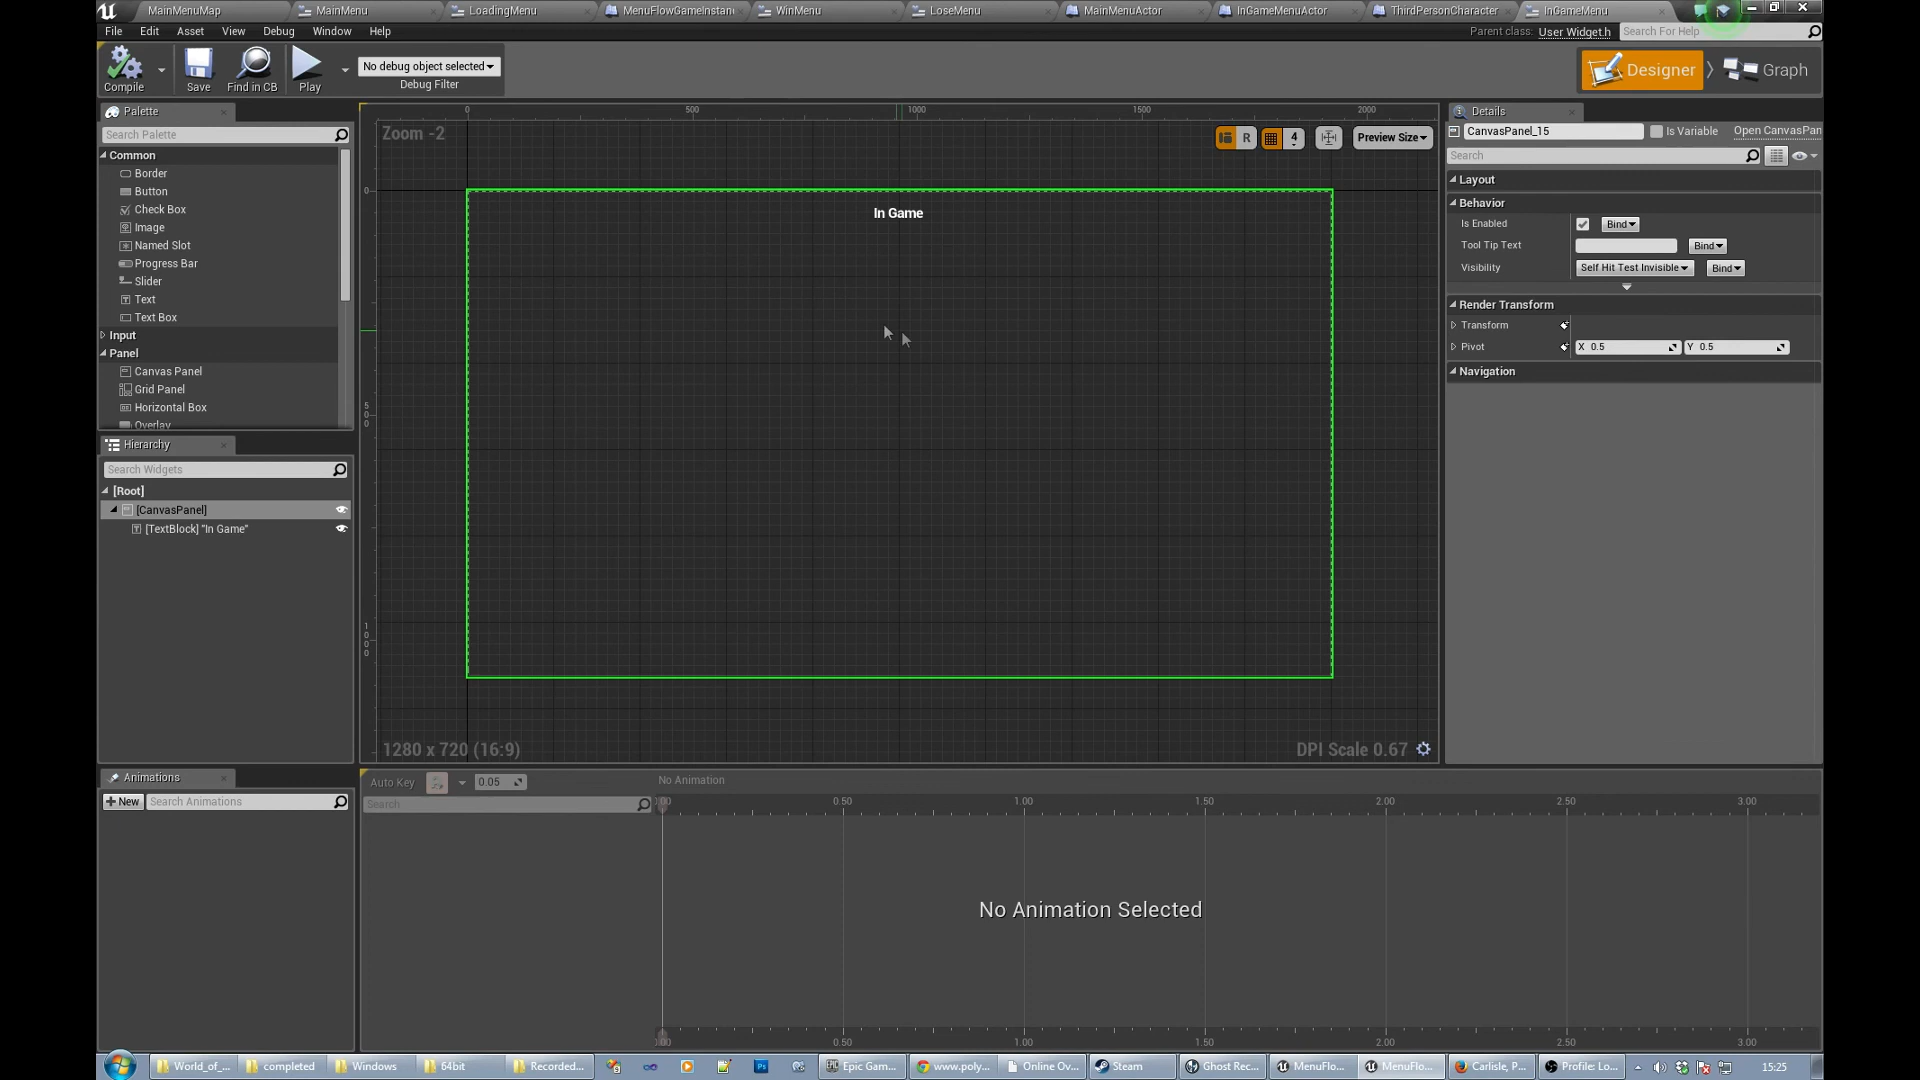 MainMenuMap MainMenu LoadingMenu MenuFlowGameInstan WinMenu LoseMenu MainMenuActor InGameMenuActor ThirdPersonCharacter InGameMenu
File Edit Asset View Debug Window Help Parent class: User Widget.h Search For Help
Compile Save Find in CB Play No debug object selected Debug Filter Designer Graph
Palette
Search Palette
Common
Border
Button
Check Box
Image
Named Slot
Progress Bar
Slider
Text
Text Box
Input
Panel
Canvas Panel
Grid Panel
Horizontal Box
Overlay
Hierarchy
Search Widgets
[Root]
[CanvasPanel]
[TextBlock] "In Game"
0 500 1000 1500 2000
Zoom -2
R 4 Preview Size
0
500
1000
In Game
1280 x 720 (16:9) DPI Scale 0.67
Details
CanvasPanel_15 Is Variable Open CanvasPan
Search
Layout
Behavior
Is Enabled Bind
Tool Tip Text Bind
Visibility Self Hit Test Invisible Bind
Render Transform
Transform
Pivot X 0.5 Y 0.5
Navigation
Animations
New Search Animations
Auto Key 0.05 No Animation
Search
0.50 1.00 1.50 2.00 2.50 3.00
No Animation Selected
0.50 1.00 1.50 2.00 2.50 3.00
World_of_... completed Windows 64bit Recorded... Epic Gam... www.poly... Online Ov... Steam Ghost Rec... MenuFlo... MenuFlo... Carlisle, P... Profile: Lo... 15:25